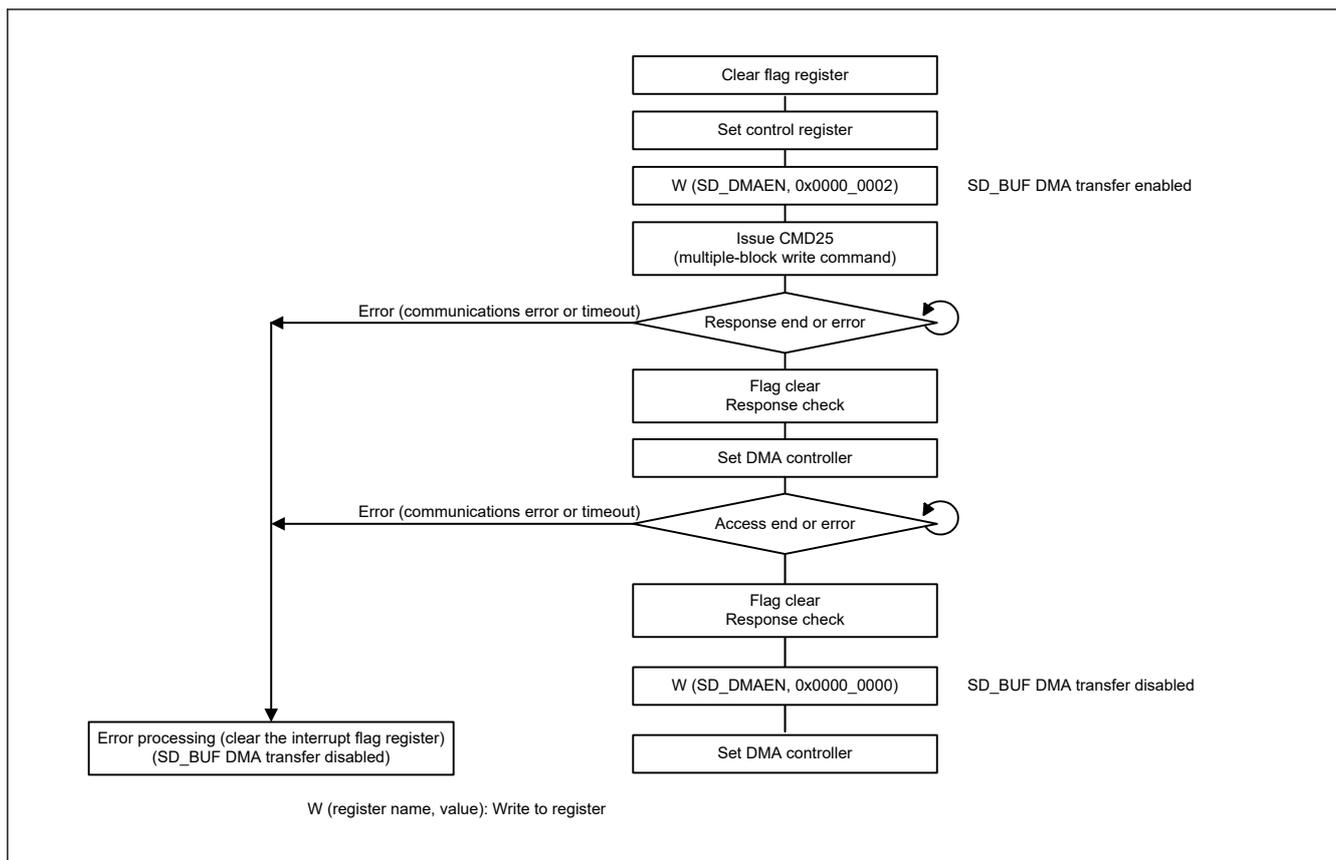 Clear flag register
Set control register
W (SD_DMAEN, 0x0000_0002)
SD_BUF DMA transfer enabled
Issue CMD25
(multiple-block write command)
Error (communications error or timeout)
Response end or error
Flag clear
Response check
Set DMA controller
Error (communications error or timeout)
Access end or error
Flag clear
Response check
W (SD_DMAEN, 0x0000_0000)
SD_BUF DMA transfer disabled
Error processing (clear the interrupt flag register)
(SD_BUF DMA transfer disabled)
Set DMA controller
W (register name, value): Write to register